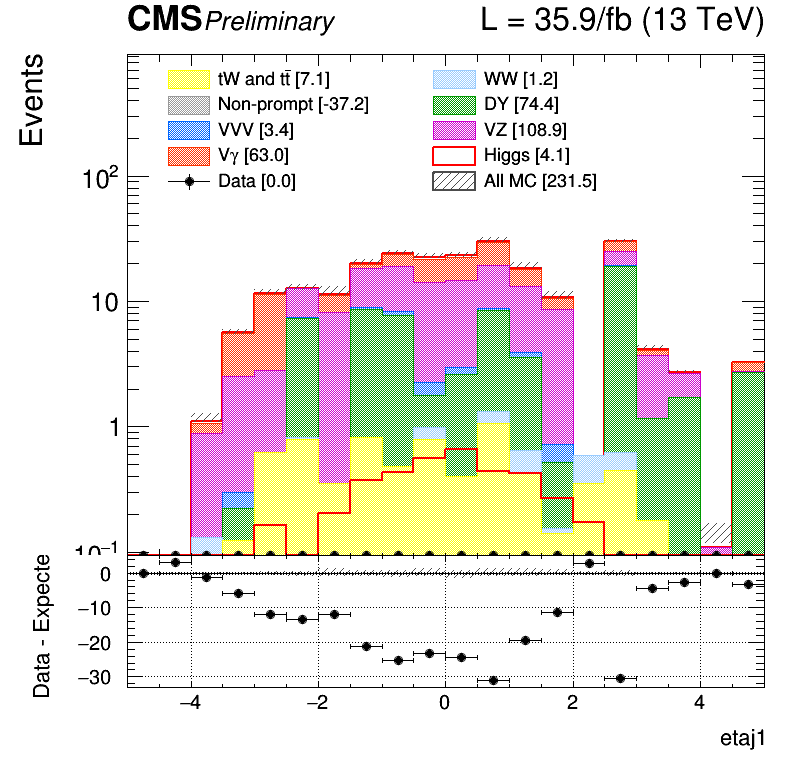 CMS Preliminary L = 35.9/fb (13 TeV)
Events
tW and tt̄ [7.1] WW [1.2]
Non-prompt [-37.2] DY [74.4]
VVV [3.4] VZ [108.9]
Vγ [63.0] Higgs [4.1]
Data [0.0] All MC [231.5]
10²
10
1
10⁻¹
Data - Expecte
0
−10
−20
−30
−4 −2 0 2 4
etaj1